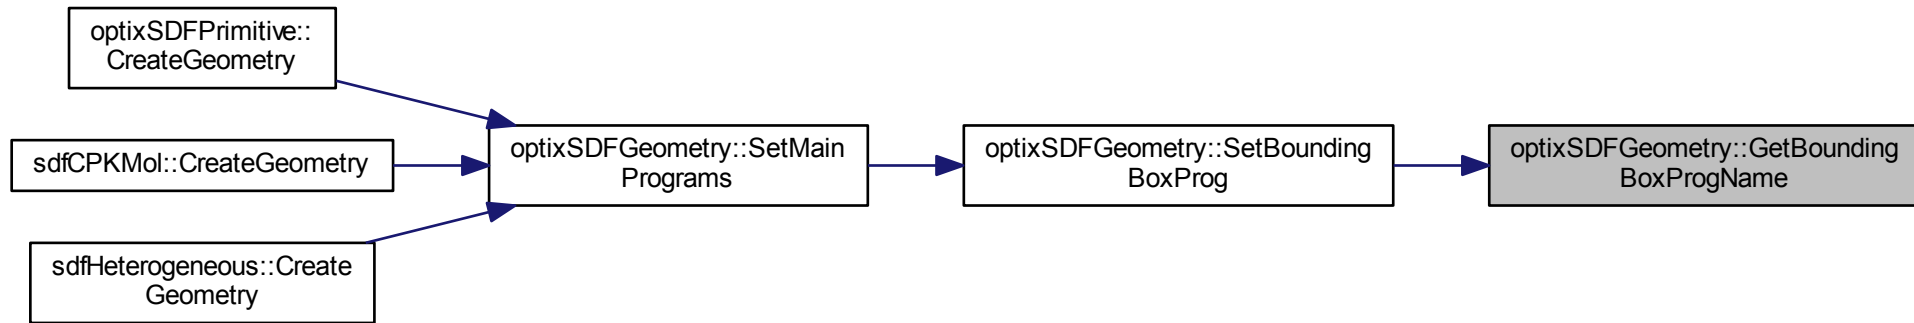 optixSDFPrimitive::
CreateGeometry
sdfCPKMol::CreateGeometry
sdfHeterogeneous::Create
Geometry
optixSDFGeometry::SetMain
Programs
optixSDFGeometry::SetBounding
BoxProg
optixSDFGeometry::GetBounding
BoxProgName